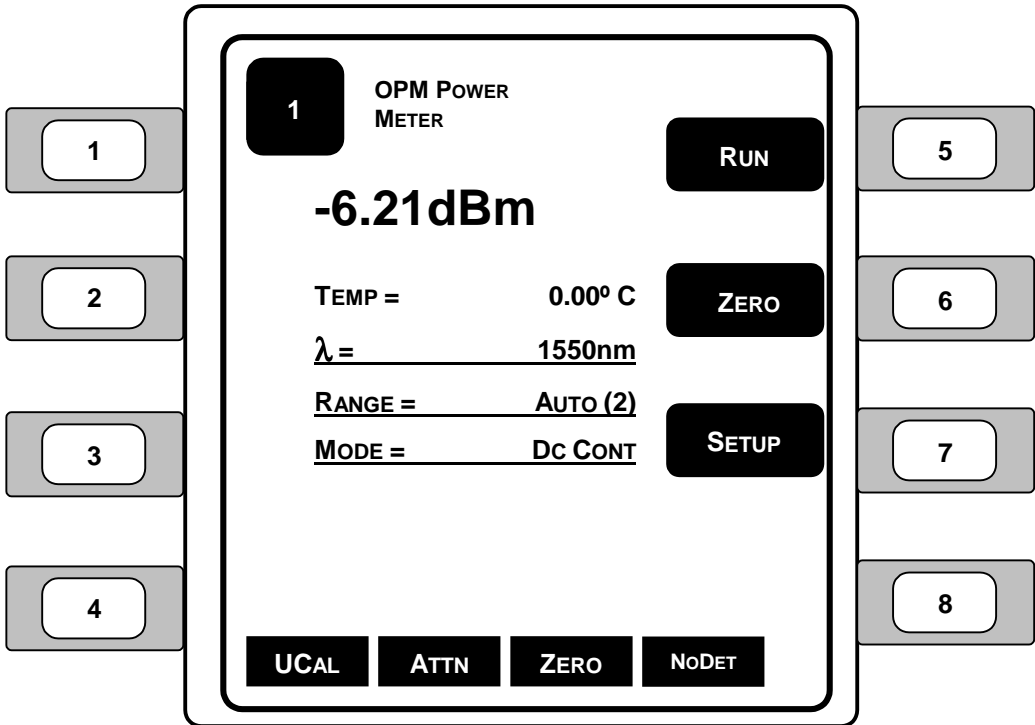 1
OPM POWER
METER
1
RUN
5
-6.21dBm
2
TEMP = 0.00º C
ZERO
6
λ = 1550nm
RANGE = AUTO (2)
3
MODE = DC CONT
SETUP
7
4
8
UCAL ATTN ZERO NODET